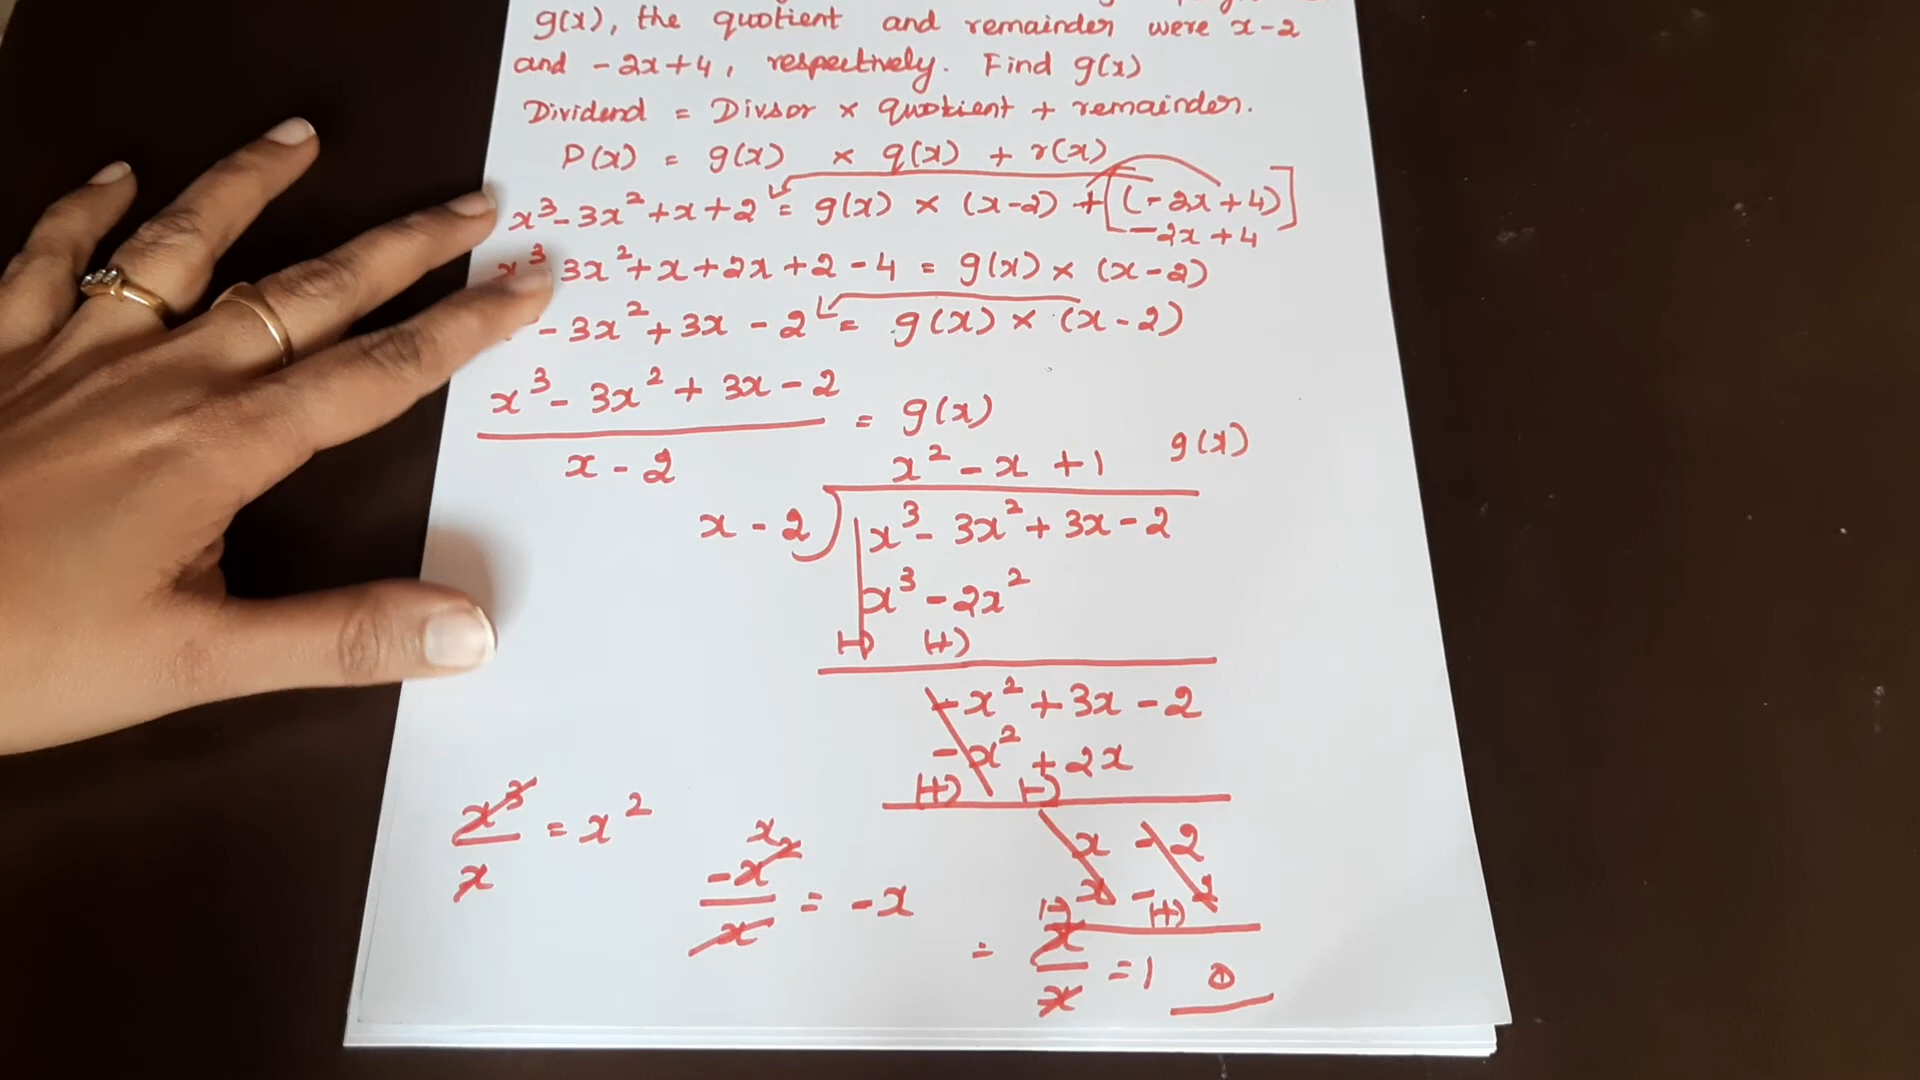 g(x), the quotient and remainder were x-2
and -2x+4, respectively. Find g(x)
Dividend = Divsor × quotient + remainder.
P(x) = g(x) × q(x) + r(x)
x³-3x²+x+2 = g(x) × (x-2) + [(-2x+4)]
-2x+4
x³ 3x²+x+2x+2-4 = g(x) × (x-2)
-3x²+3x-2 = g(x) × (x-2)
x³-3x²+3x-2
= g(x)
x-2
x²-x+1 g(x)
x-2 x³-3x²+3x-2
x³-2x²
(-) (+)
-x²+3x-2
-x²+2x
(+) (-)
x³/x = x²
-x²/x = -x
x
x-2
x-2
(-) (+)
= x/x = 1
0